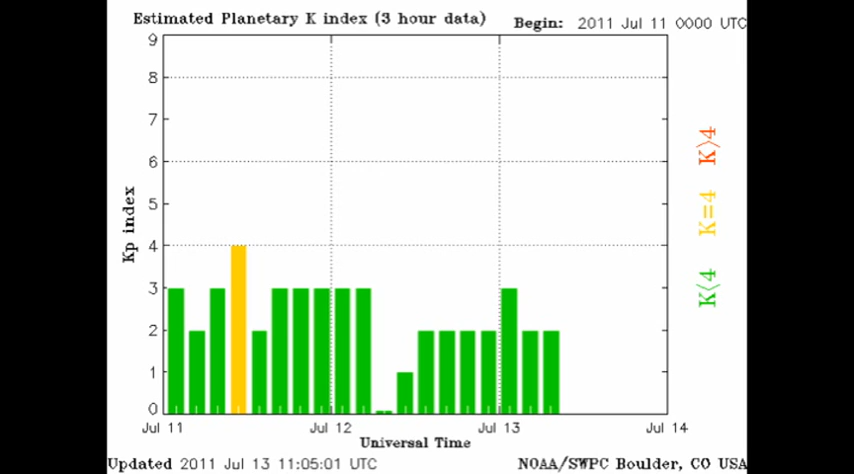 Estimated Planetary K index (3 hour data)
Begin: 2011 Jul 11 0000 UTC
9
8
7
6
5
4
3
2
1
0
Kp index
Jul 11 Jul 12 Jul 13 Jul 14
Universal Time
K<4 K=4 K>4
Updated 2011 Jul 13 11:05:01 UTC
NOAA/SWPC Boulder, CO USA